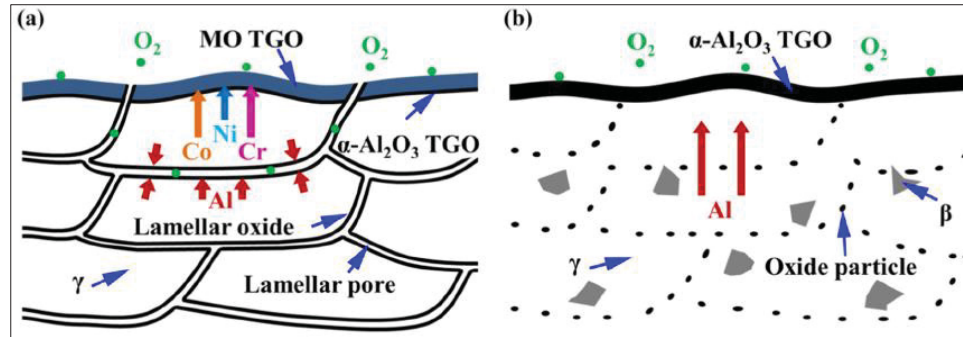 (a)
O₂
MO TGO
O₂
Ni
Co
Cr
α-Al₂O₃ TGO
Al
Lamellar oxide
γ
Lamellar pore
(b)
O₂
α-Al₂O₃ TGO
O₂
Al
β
γ
Oxide particle